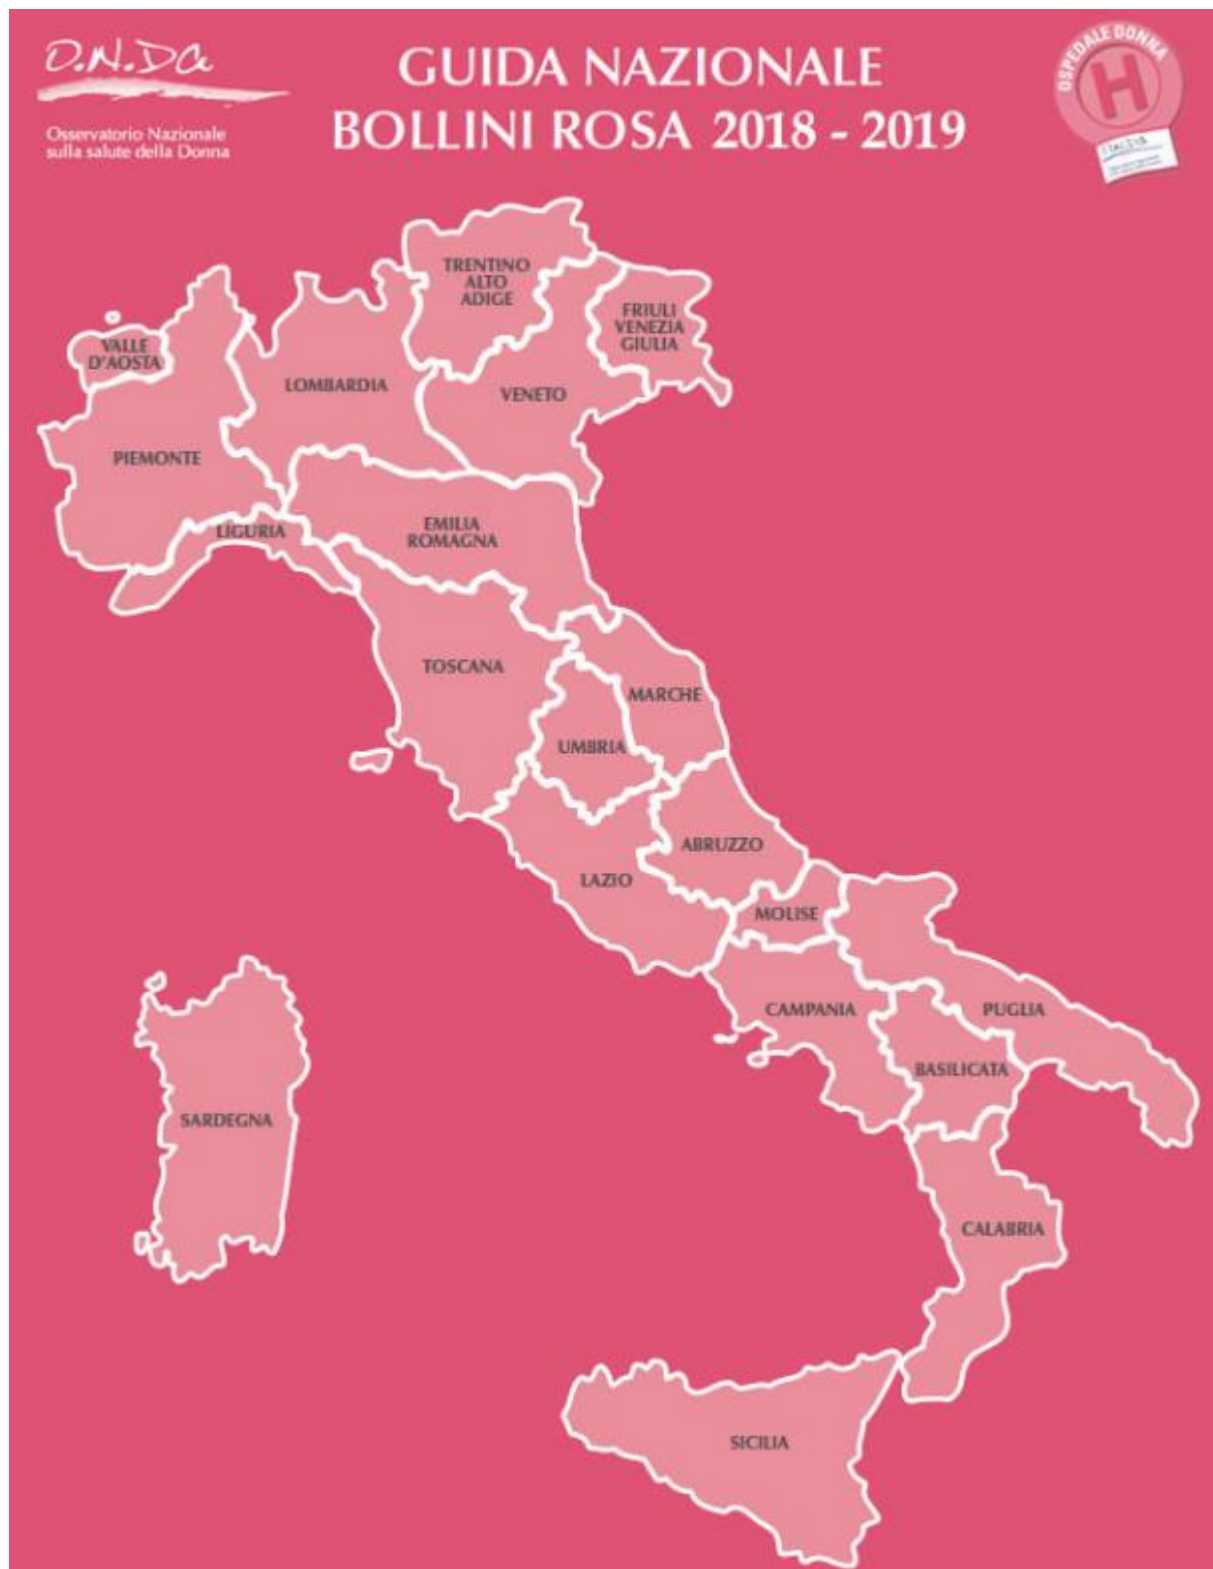 O.N.Da
Osservatorio Nazionale
sulla salute della Donna
GUIDA NAZIONALE
BOLLINI ROSA 2018 - 2019
OSPEDALE DONNA
H
TRENTINO
ALTO
ADIGE
FRIULI
VENEZIA
GIULIA
VALLE
D'AOSTA
LOMBARDIA
VENETO
PIEMONTE
LIGURIA
EMILIA
ROMAGNA
TOSCANA
MARCHE
UMBRIA
ABRUZZO
LAZIO
MOLISE
CAMPANIA
PUGLIA
BASILICATA
SARDEGNA
CALABRIA
SICILIA